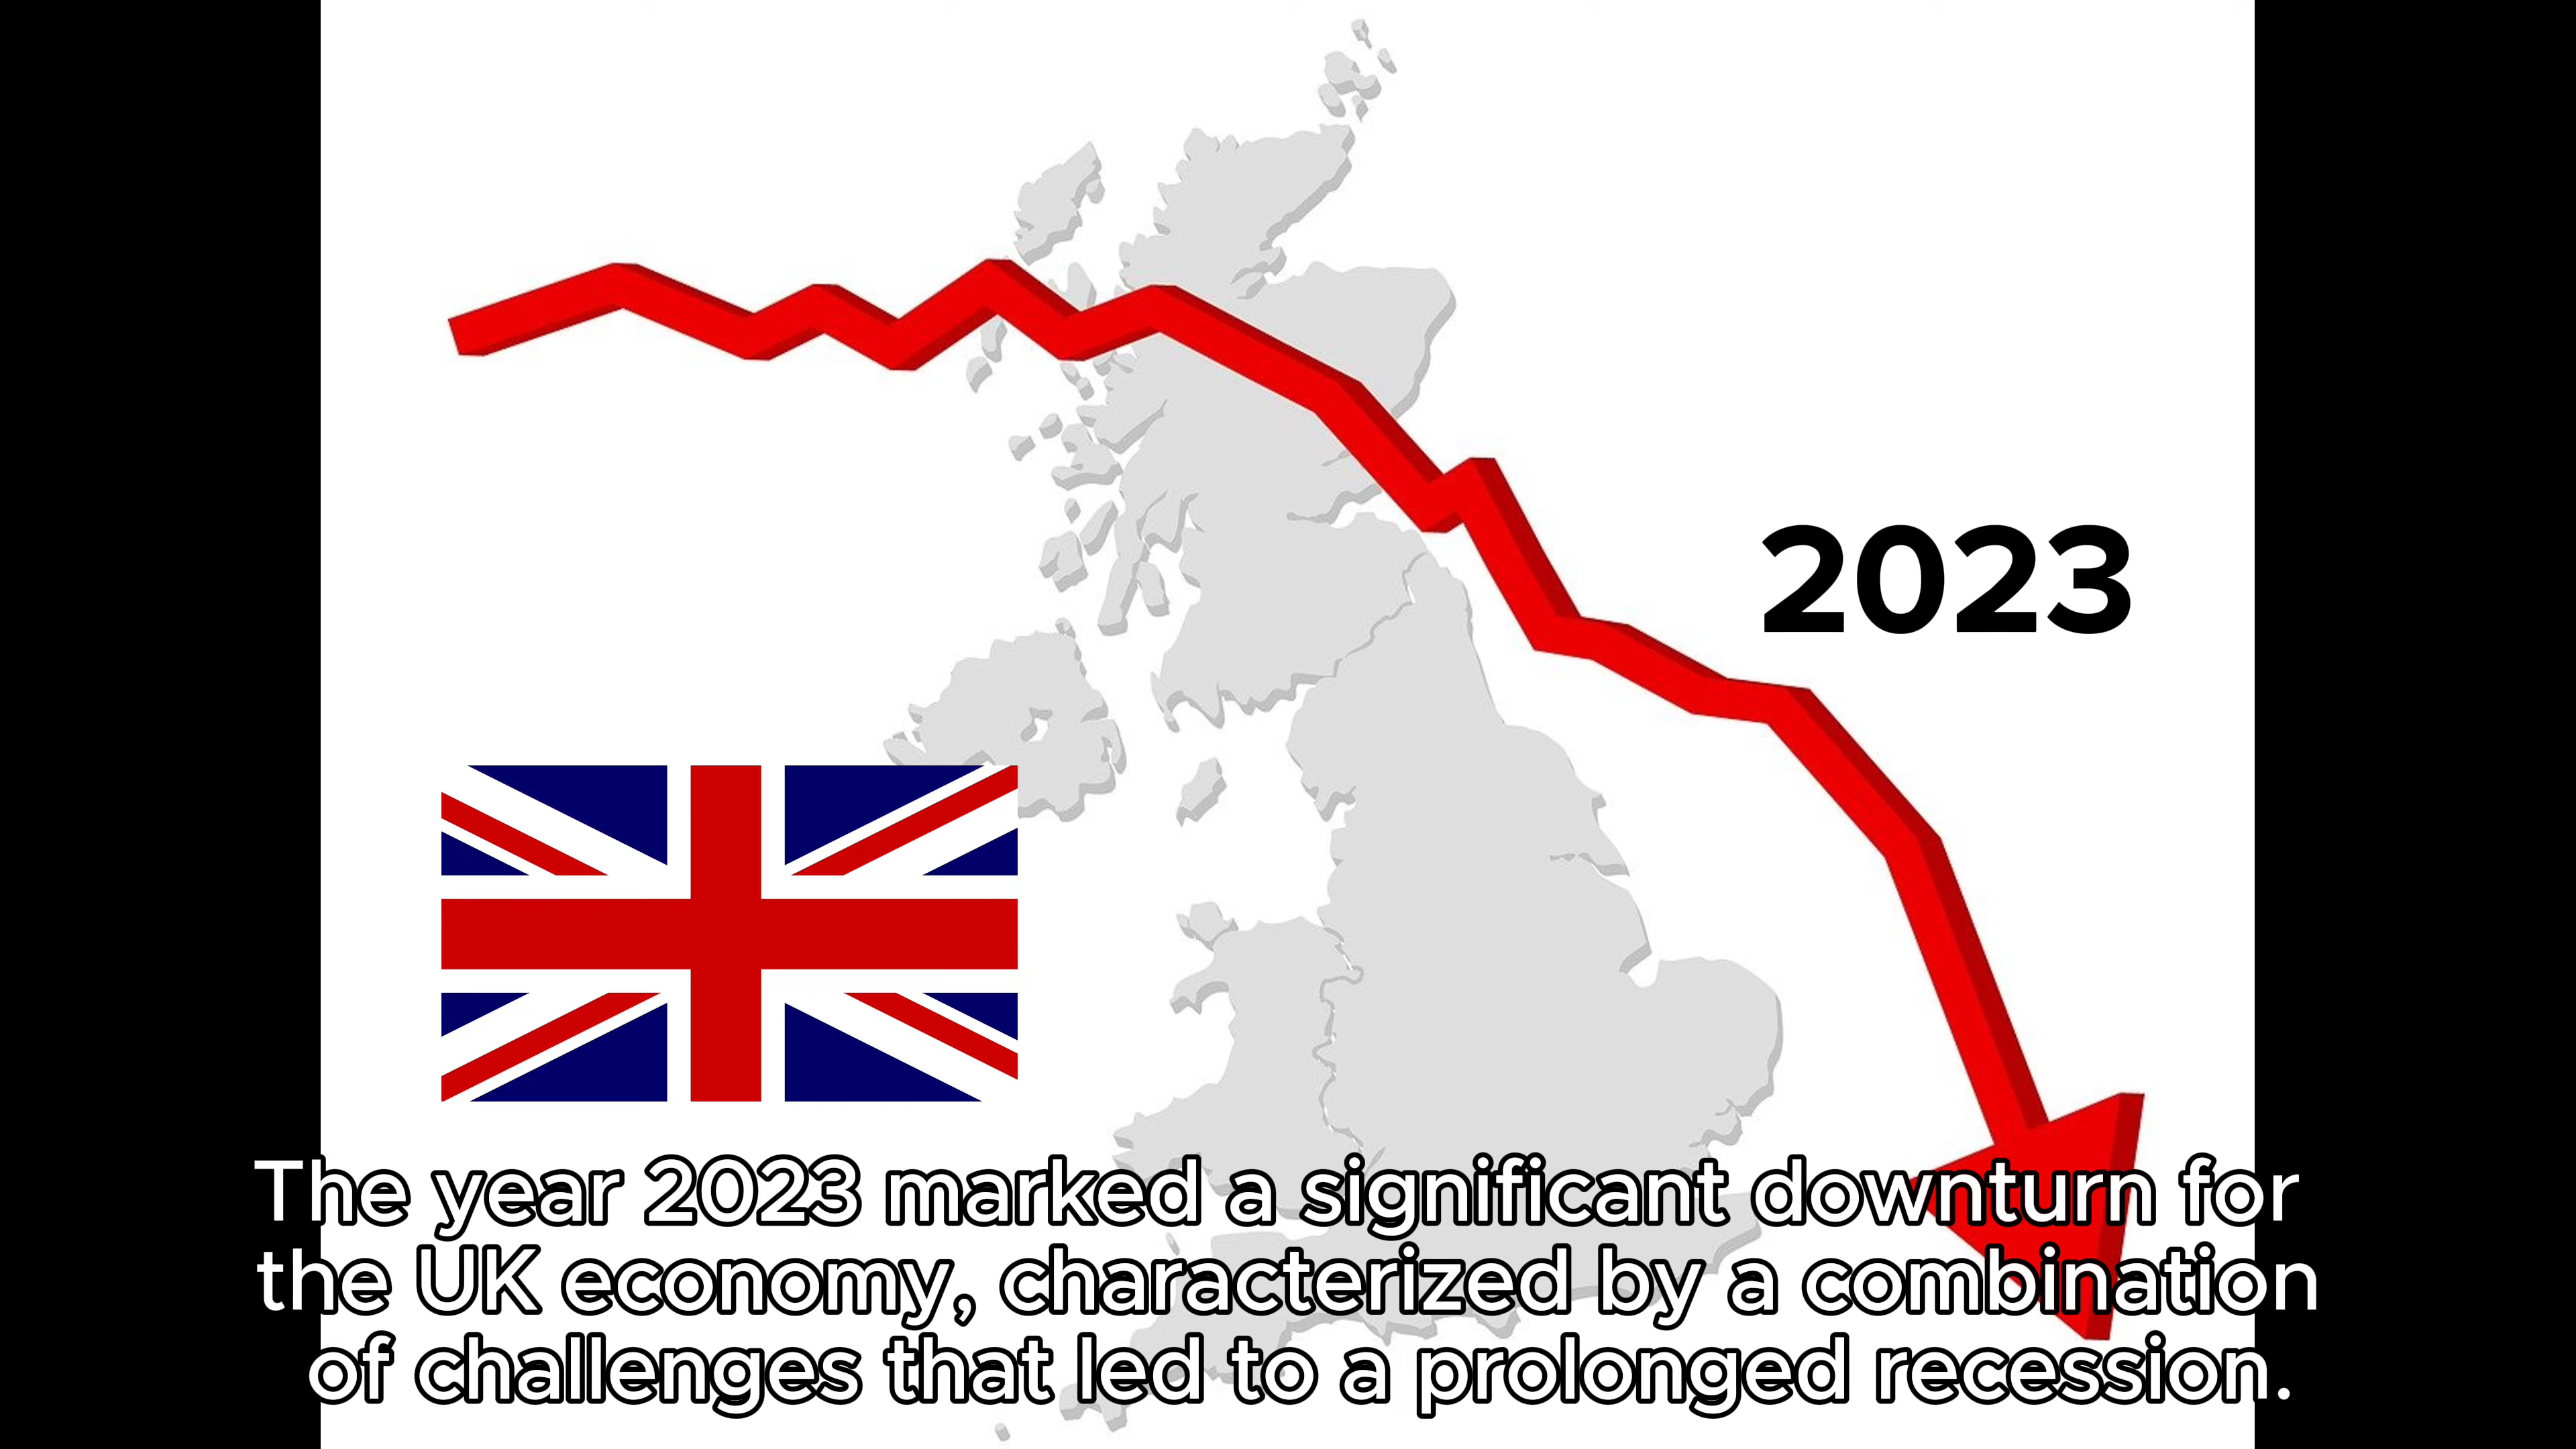 2023
The year 2023 marked a significant downturn for
the UK economy, characterized by a combination
of challenges that led to a prolonged recession.